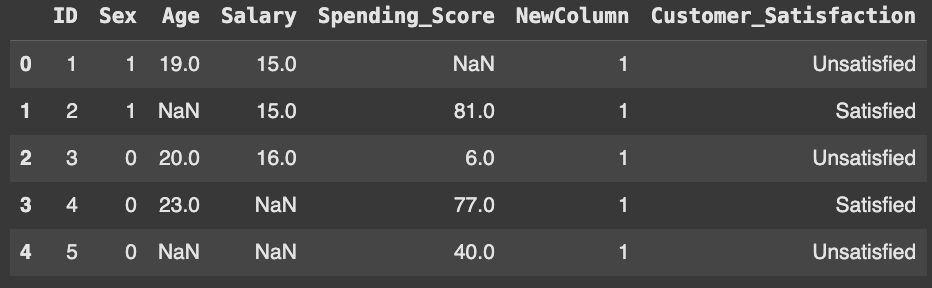 ID Sex Age Salary Spending_Score NewColumn Customer_Satisfaction
0 1 1 19.0 15.0 NaN 1 Unsatisfied
1 2 1 NaN 15.0 81.0 1 Satisfied
2 3 0 20.0 16.0 6.0 1 Unsatisfied
3 4 0 23.0 NaN 77.0 1 Satisfied
4 5 0 NaN NaN 40.0 1 Unsatisfied